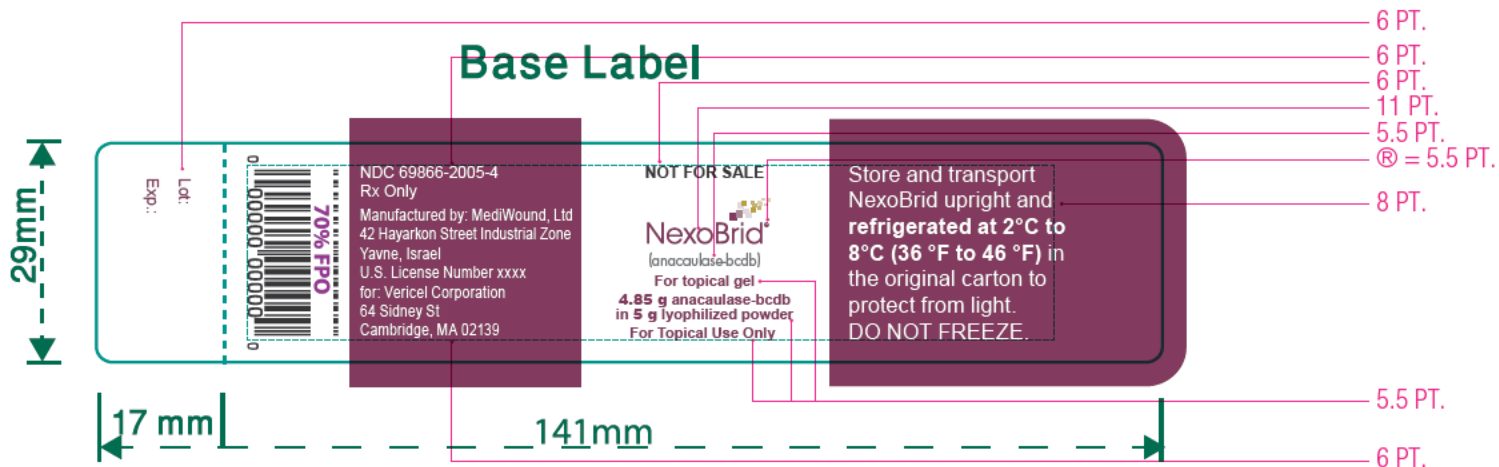 Base Label
6 PT.
6 PT.
6 PT.
11 PT.
5.5 PT.
® = 5.5 PT.
8 PT.
5.5 PT.
6 PT.
29mm
17 mm
141mm
Lot:
Exp.:
0 00000 00000 0
70% FPO
NDC 69866-2005-4
Rx Only
Manufactured by: MediWound, Ltd
42 Hayarkon Street Industrial Zone
Yavne, Israel
U.S. License Number xxxx
for: Vericel Corporation
64 Sidney St
Cambridge, MA 02139
NOT FOR SALE
NexoBrid®
(anacaulase-bcdb)
For topical gel
4.85 g anacaulase-bcdb
in 5 g lyophilized powder
For Topical Use Only
Store and transport
NexoBrid upright and
refrigerated at 2°C to
8°C (36 °F to 46 °F) in
the original carton to
protect from light.
DO NOT FREEZE.